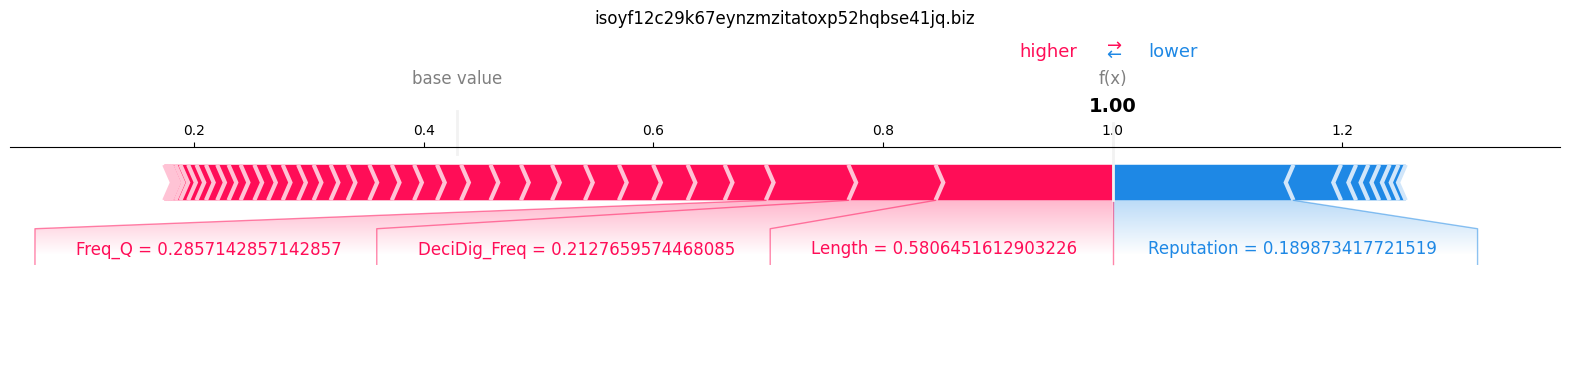 isoyf12c29k67eynzmzitatoxp52hqbse41jq.biz
higher ⇄ lower
base value f(x)
1.00
0.2 0.4 0.6 0.8 1.0 1.2
Freq_Q = 0.2857142857142857 DeciDig_Freq = 0.2127659574468085 Length = 0.5806451612903226 Reputation = 0.189873417721519